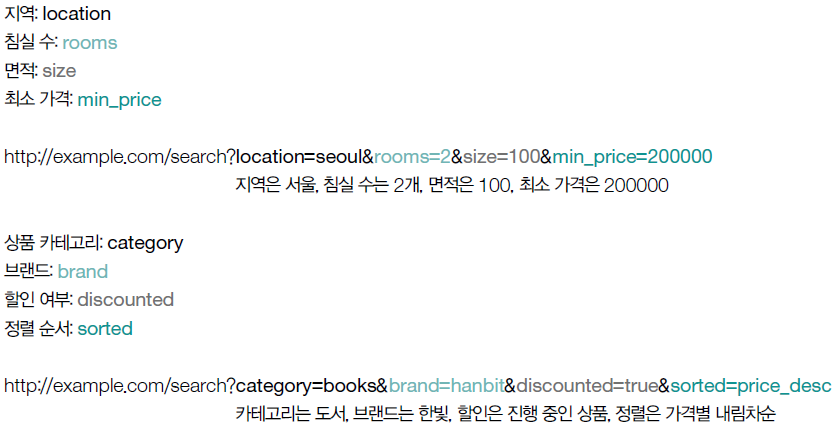 지역: location
침실 수: rooms
면적: size
최소 가격: min_price
http://example.com/search?location=seoul&rooms=2&size=100&min_price=200000
지역은 서울, 침실 수는 2개, 면적은 100, 최소 가격은 200000
상품 카테고리: category
브랜드: brand
할인 여부: discounted
정렬 순서: sorted
http://example.com/search?category=books&brand=hanbit&discounted=true&sorted=price_desc
카테고리는 도서, 브랜드는 한빛, 할인은 진행 중인 상품, 정렬은 가격별 내림차순